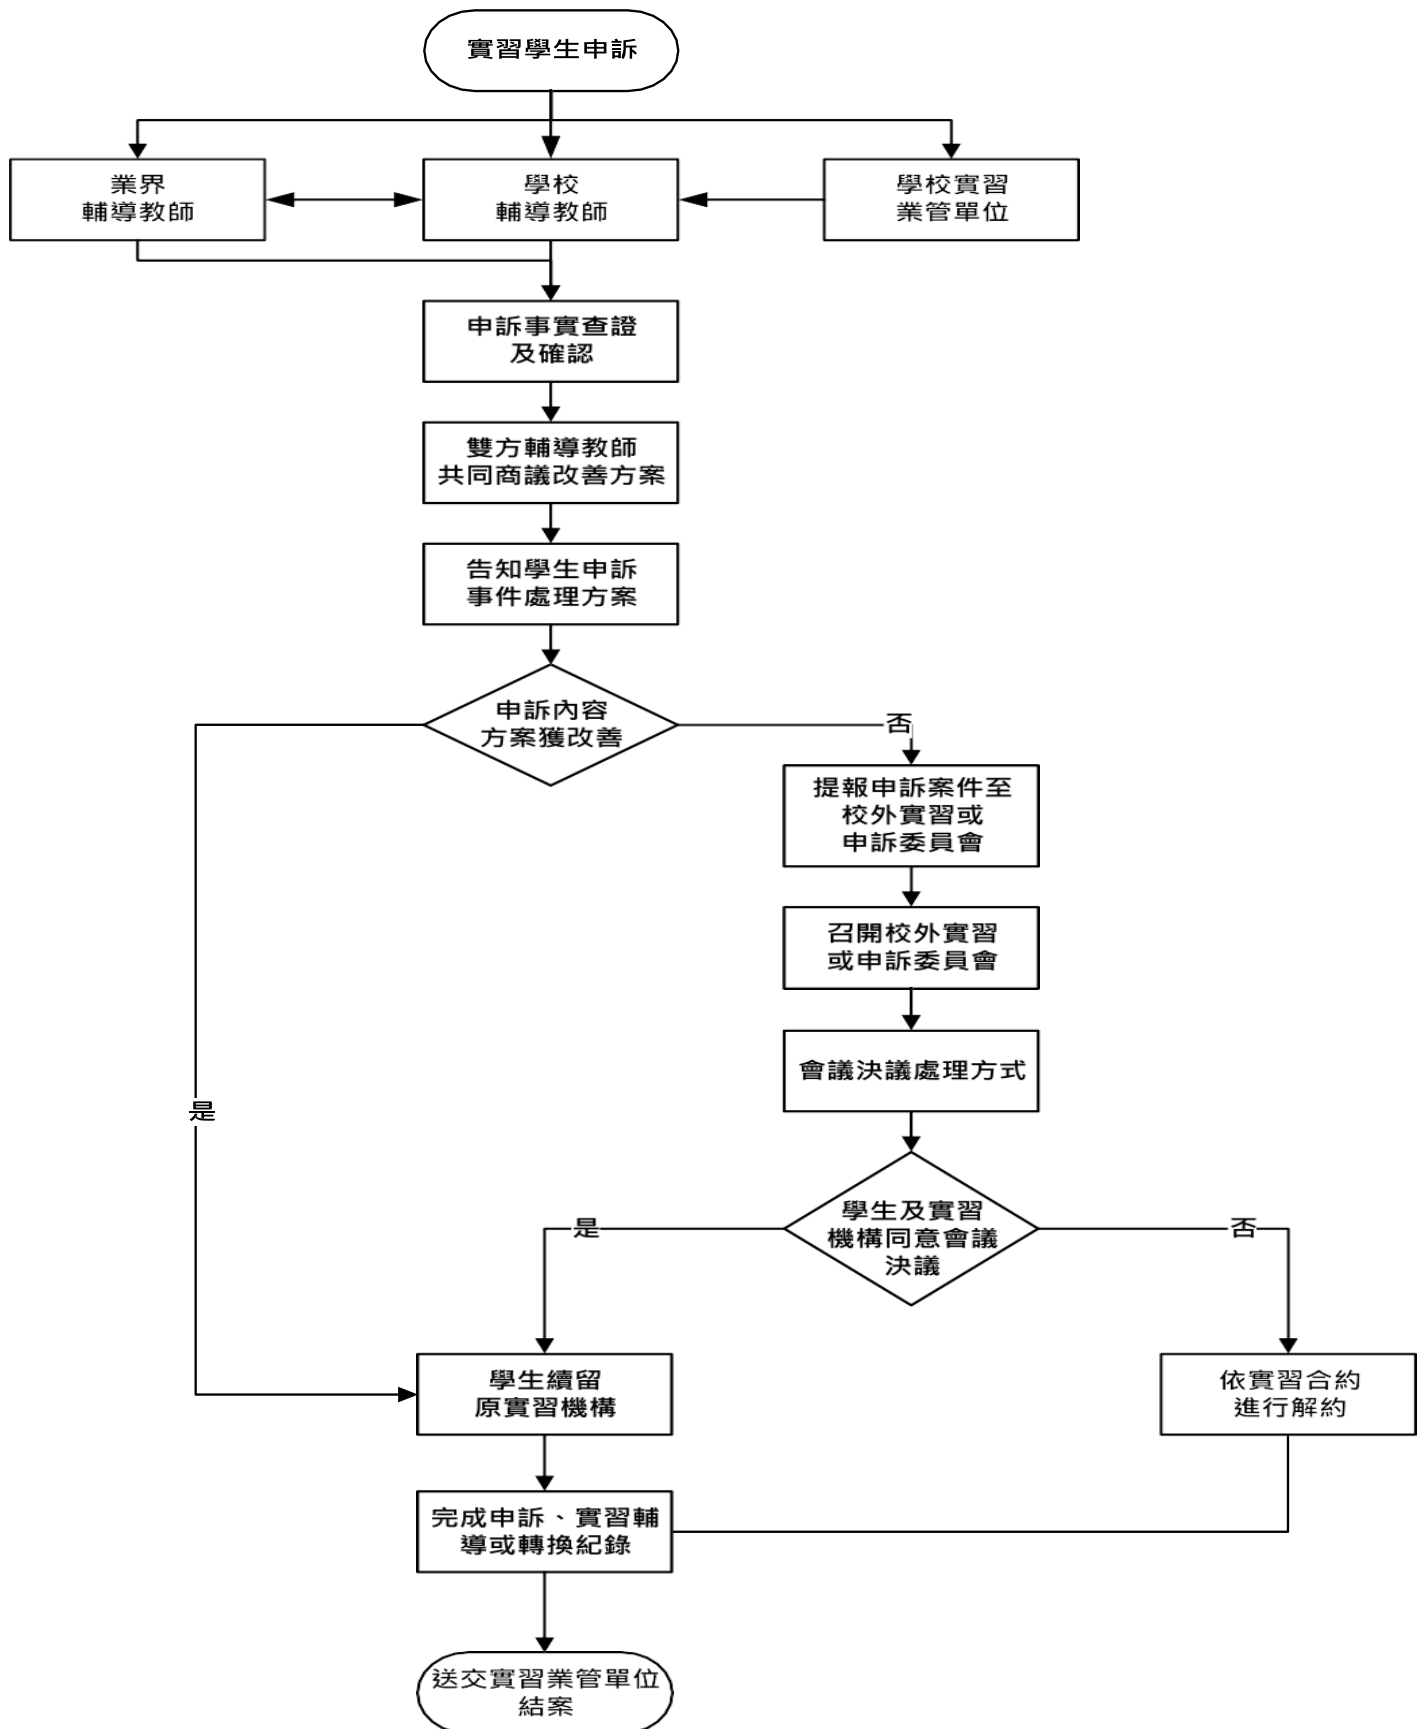 實習學生申訴
業界
輔導教師
學校
輔導教師
學校實習
業管單位
申訴事實查證
及確認
雙方輔導教師
共同商議改善方案
告知學生申訴
事件處理方案
申訴內容
方案獲改善
否
提報申訴案件至
校外實習或
申訴委員會
召開校外實習
或申訴委員會
會議決議處理方式
是
學生及實習
機構同意會議
決議
是
否
學生續留
原實習機構
依實習合約
進行解約
完成申訴、實習輔
導或轉換紀錄
送交實習業管單位
結案